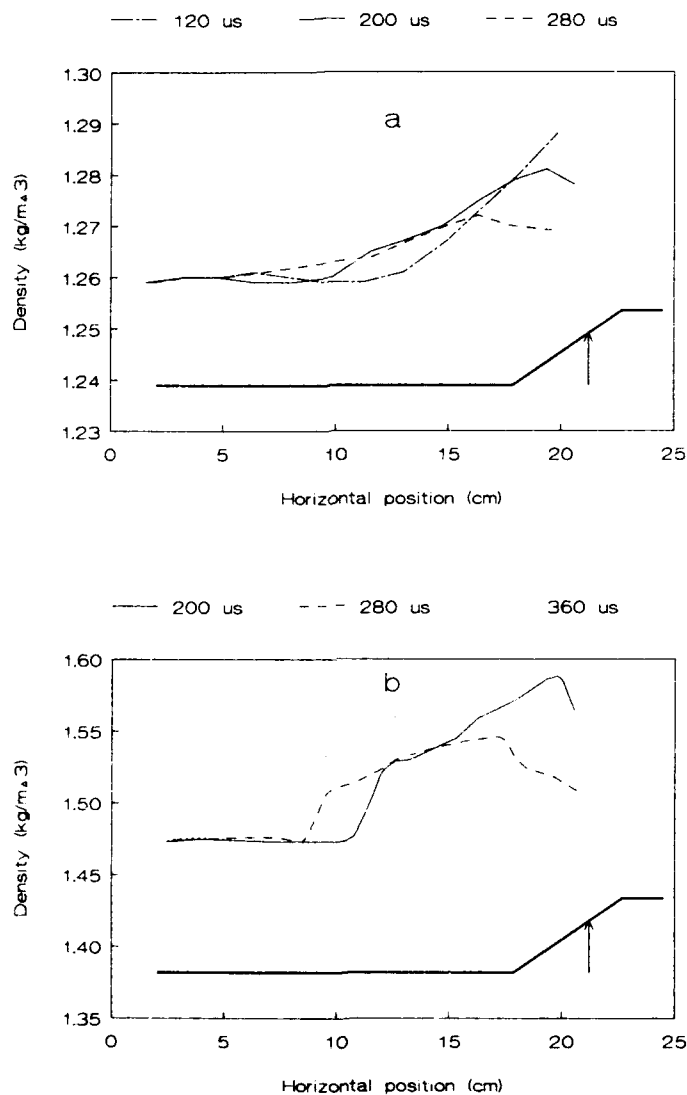 120 us 200 us 280 us
1.30
a
1.29
1.28
1.27
1.26
1.25
1.24
1.23
Density (kg/m▵3)
0 5 10 15 20 25
Horizontal position (cm)
200 us 280 us 360 us
1.60
b
1.55
1.50
1.45
1.40
1.35
Density (kg/m▵3)
0 5 10 15 20 25
Horizontal position (cm)